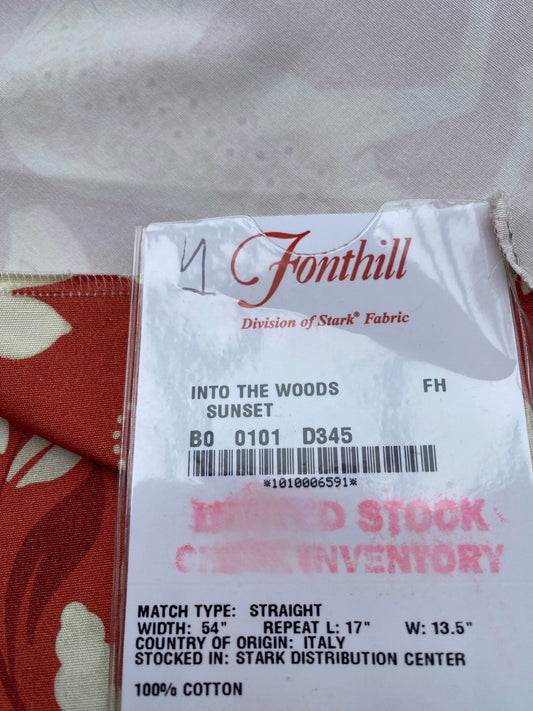 Fonthill
Division of Stark® Fabric
INTO THE WOODS FH
SUNSET
B0 0101 D345
*1010006591*
STOCK
INVENTORY
MATCH TYPE: STRAIGHT
WIDTH: 54" REPEAT L: 17" W: 13.5"
COUNTRY OF ORIGIN: ITALY
STOCKED IN: STARK DISTRIBUTION CENTER
100% COTTON